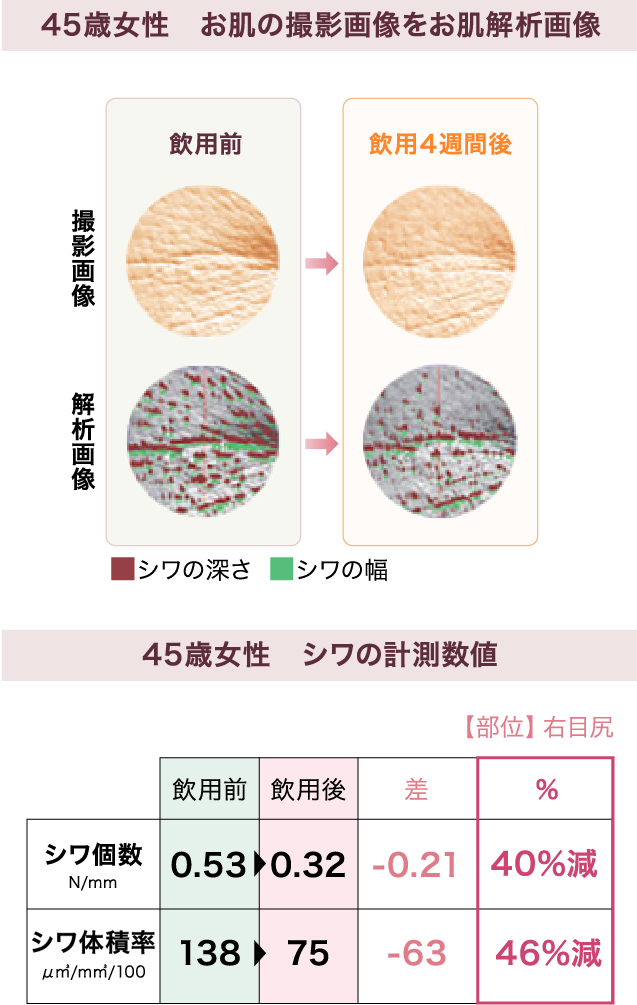 45歳女性　お肌の撮影画像をお肌解析画像
飲用前
飲用4週間後
撮影画像
解析画像
シワの深さ シワの幅
45歳女性　シワの計測数値
【部位】右目尻
飲用前 飲用後 差 %
シワ個数 0.53 0.32 -0.21 40%減
N/mm
シワ体積率 138 75 -63 46%減
μ㎥/m㎡/100